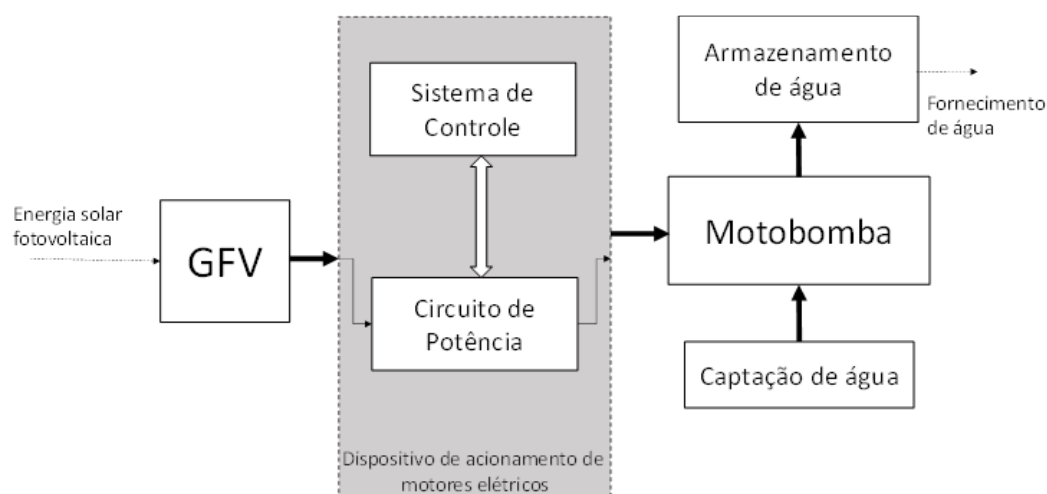 Energia solar
fotovoltaica
GFV
Sistema de
Controle
Circuito de
Potência
Dispositivo de acionamento de
motores elétricos
Armazenamento
de água
Fornecimento
de água
Motobomba
Captação de água